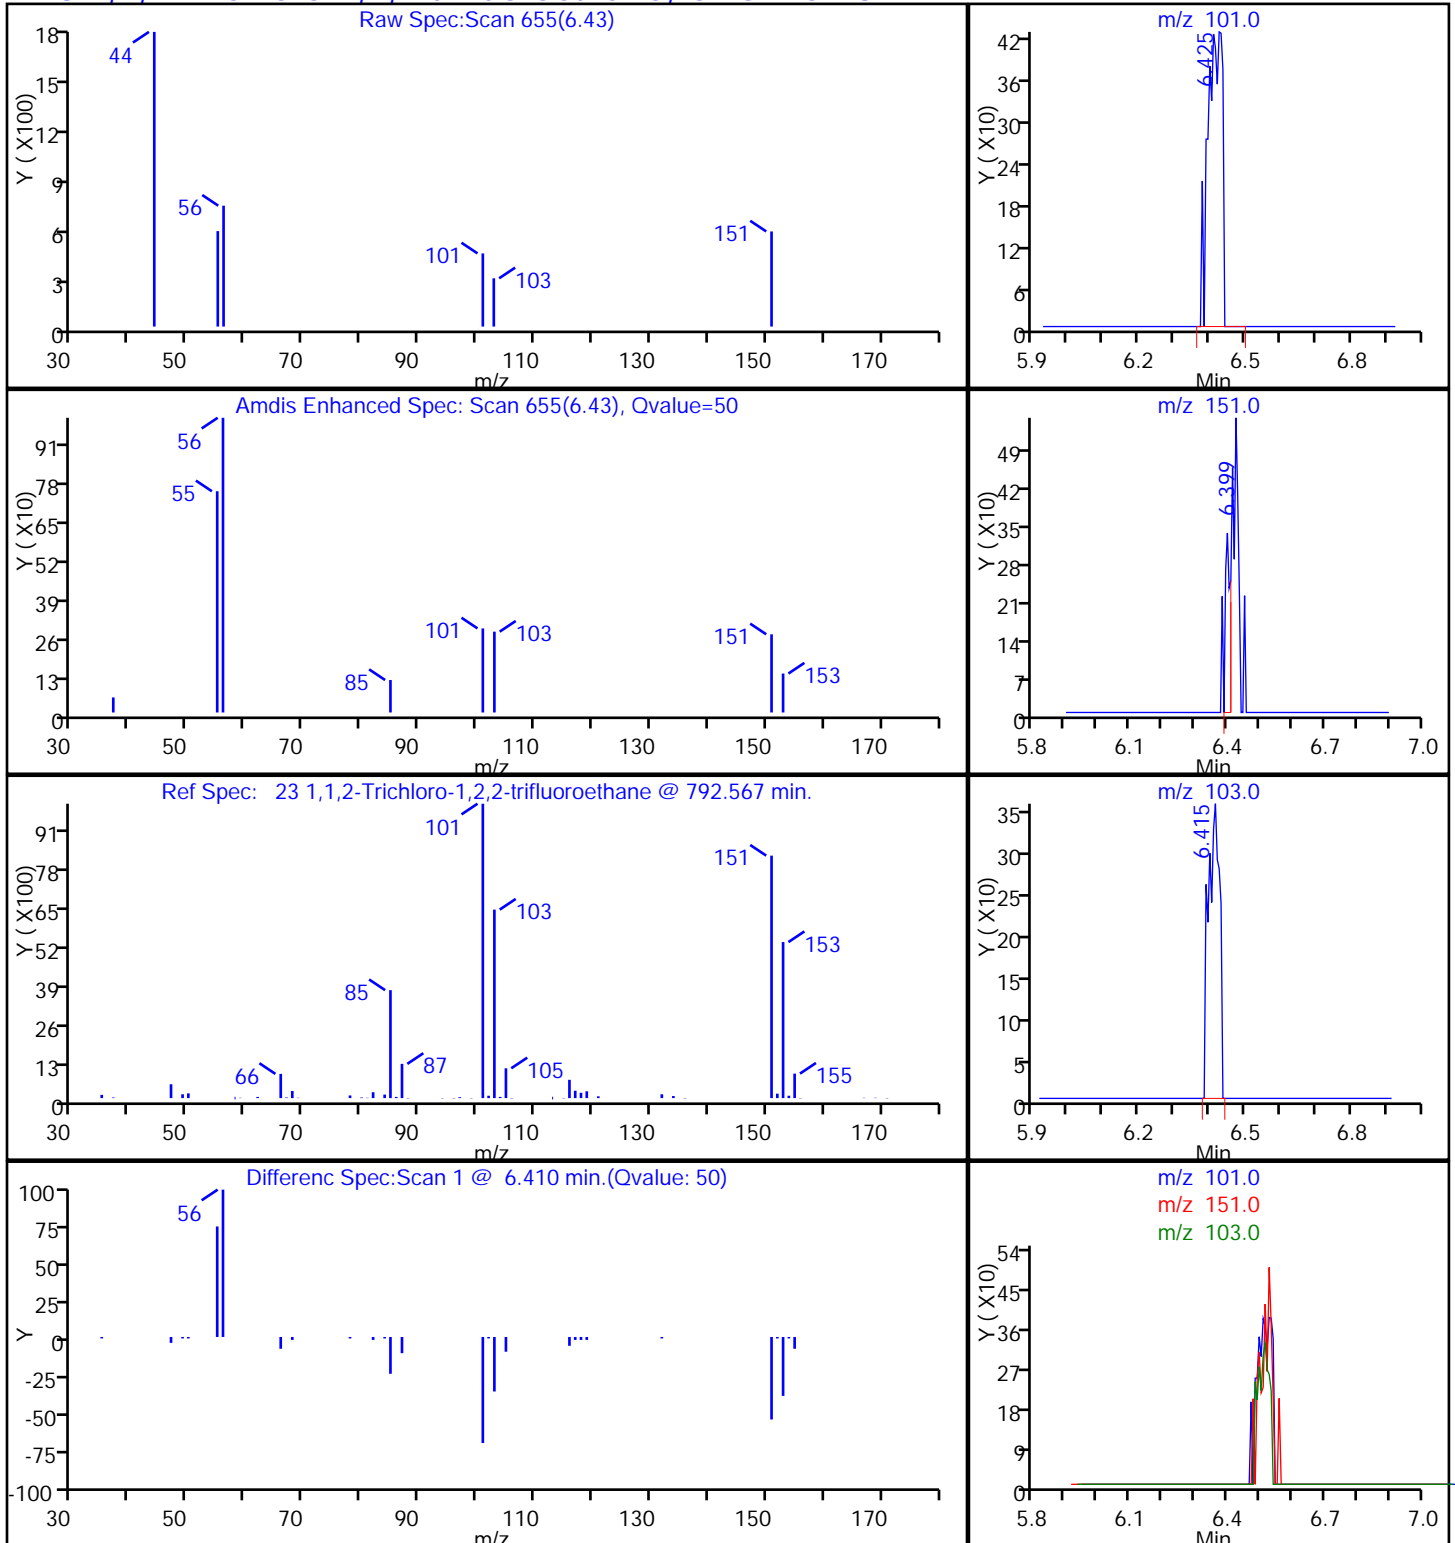 Raw Spec:Scan 655(6.43)
18
15
12
9
6
3
0
Y ( X100)
44
56
101
103
151
30 50 70 90 110 130 150 170
m/z
m/z 101.0
42
36
30
24
18
12
6
0
Y ( X10)
6.425
5.9 6.2 6.5 6.8
Min
Amdis Enhanced Spec: Scan 655(6.43), Qvalue=50
91
78
65
52
39
26
13
0
Y ( X10)
56
55
85
101
103
151
153
30 50 70 90 110 130 150 170
m/z
m/z 151.0
49
42
35
28
21
14
7
0
Y ( X10)
6.399
5.8 6.1 6.4 6.7 7.0
Min
Ref Spec: 23 1,1,2-Trichloro-1,2,2-trifluoroethane @ 792.567 min.
91
78
65
52
39
26
13
0
Y ( X100)
66
85
87
101
103
105
151
153
155
30 50 70 90 110 130 150 170
m/z
m/z 103.0
35
30
25
20
15
10
5
0
Y ( X10)
6.415
5.9 6.2 6.5 6.8
Min
Differenc Spec:Scan 1 @ 6.410 min.(Qvalue: 50)
100
75
50
25
0
-25
-50
-75
-100
Y
56
30 50 70 90 110 130 150 170
m/z 101.0
m/z 151.0
m/z 103.0
54
45
36
27
18
9
0
Y ( X10)
5.8 6.1 6.4 6.7 7.0
m/z
Min